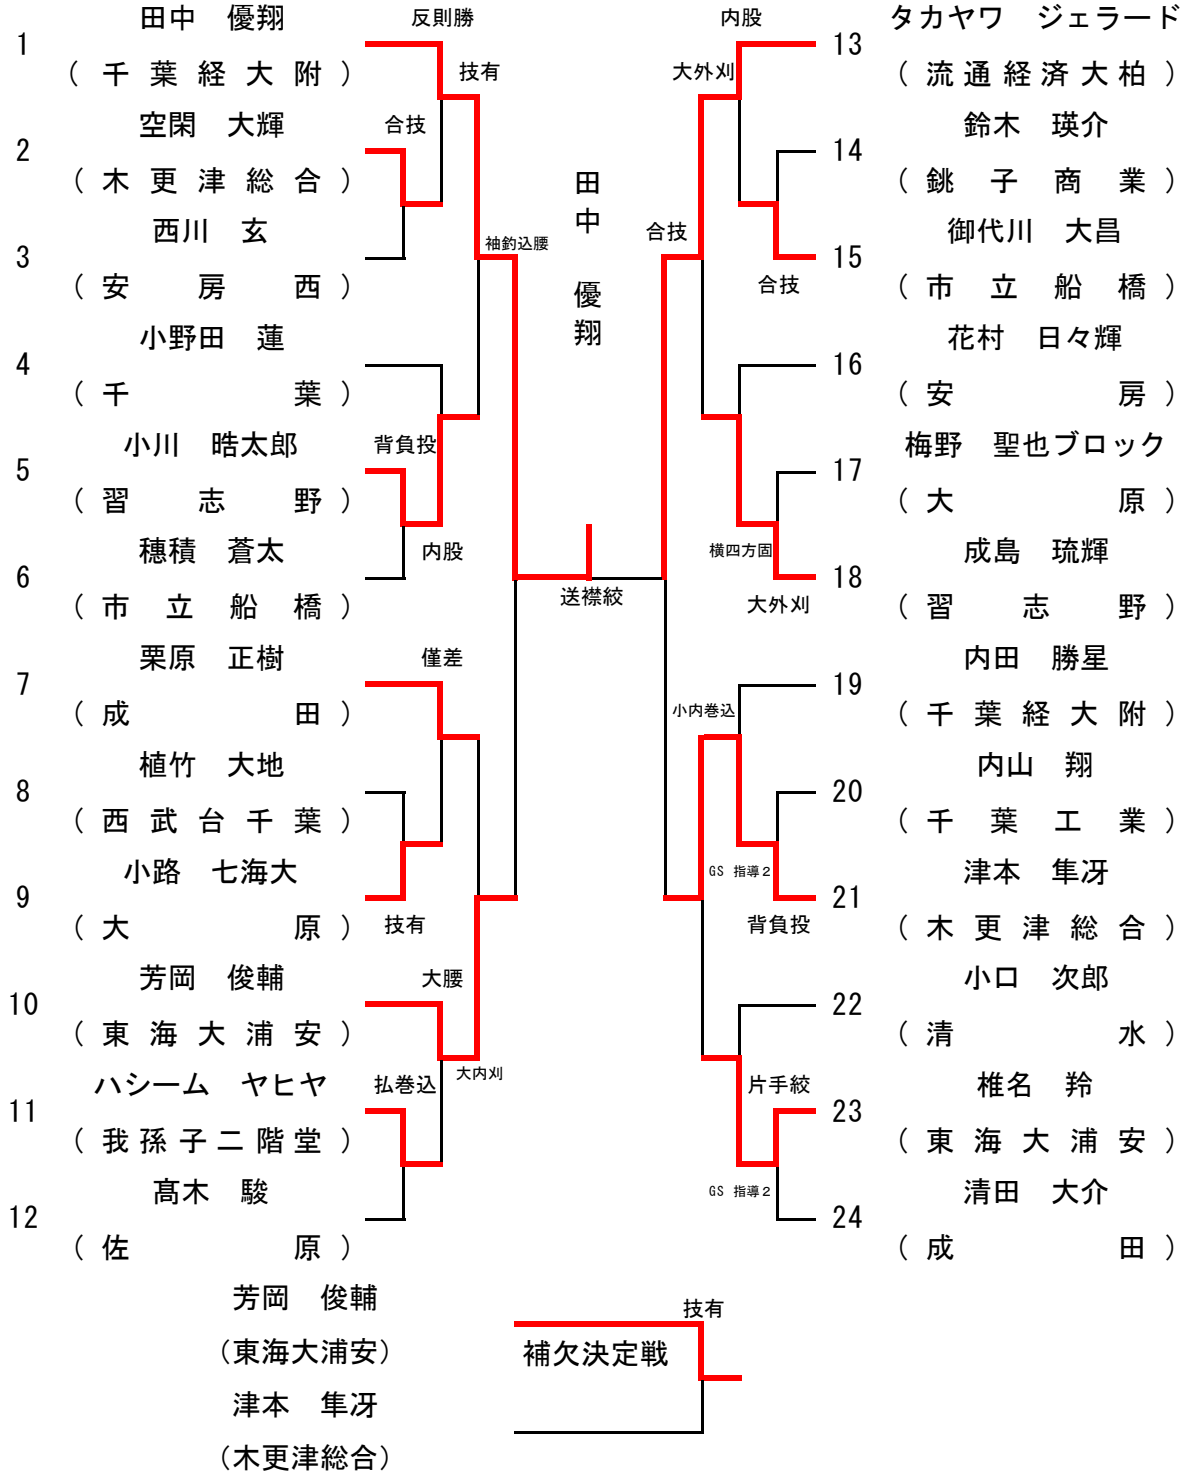 田中　優翔
1
（千葉経大附）
空閑　大輝
2
（木更津総合）
西川　玄
3
（安房西）
小野田　蓮
4
（千葉）
小川　晧太郎
5
（習志野）
穂積　蒼太
6
（市立船橋）
栗原　正樹
7
（成田）
植竹　大地
8
（西武台千葉）
小路　七海大
9
（大原）
芳岡　俊輔
10
（東海大浦安）
ハシーム　ヤヒヤ
11
（我孫子二階堂）
髙木　駿
12
（佐原）
反則勝
技有
合技
袖釣込腰
背負投
内股
僅差
技有
大腰
払巻込
大内刈
田中　優翔
送襟絞
内股
大外刈
合技
合技
横四方固
大外刈
小内巻込
GS 指導2
背負投
片手絞
GS 指導2
タカヤワ　ジェラード
13
（流通経済大柏）
鈴木　瑛介
14
（銚子商業）
御代川　大昌
15
（市立船橋）
花村　日々輝
16
（安房）
梅野　聖也ブロック
17
（大原）
成島　琉輝
18
（習志野）
内田　勝星
19
（千葉経大附）
内山　翔
20
（千葉工業）
津本　隼冴
21
（木更津総合）
小口　次郎
22
（清水）
椎名　羚
23
（東海大浦安）
清田　大介
24
（成田）
芳岡　俊輔
（東海大浦安）
津本　隼冴
（木更津総合）
補欠決定戦
技有